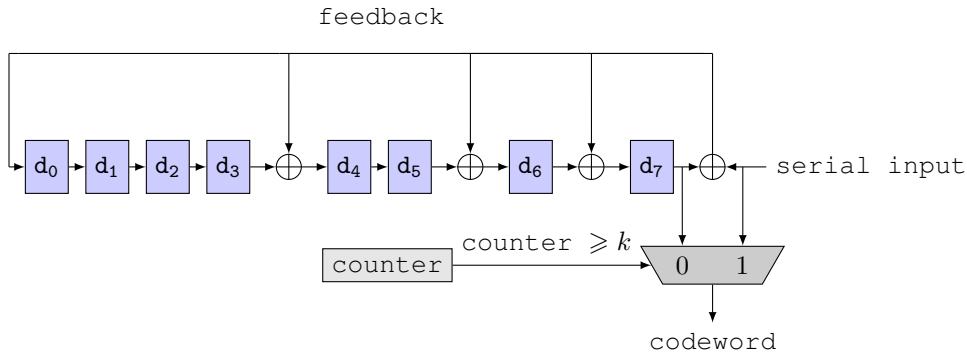 feedback
d₀ d₁ d₂ d₃ d₄ d₅ d₆ d₇ serial input
counter ⩾ k
counter 0 1
codeword